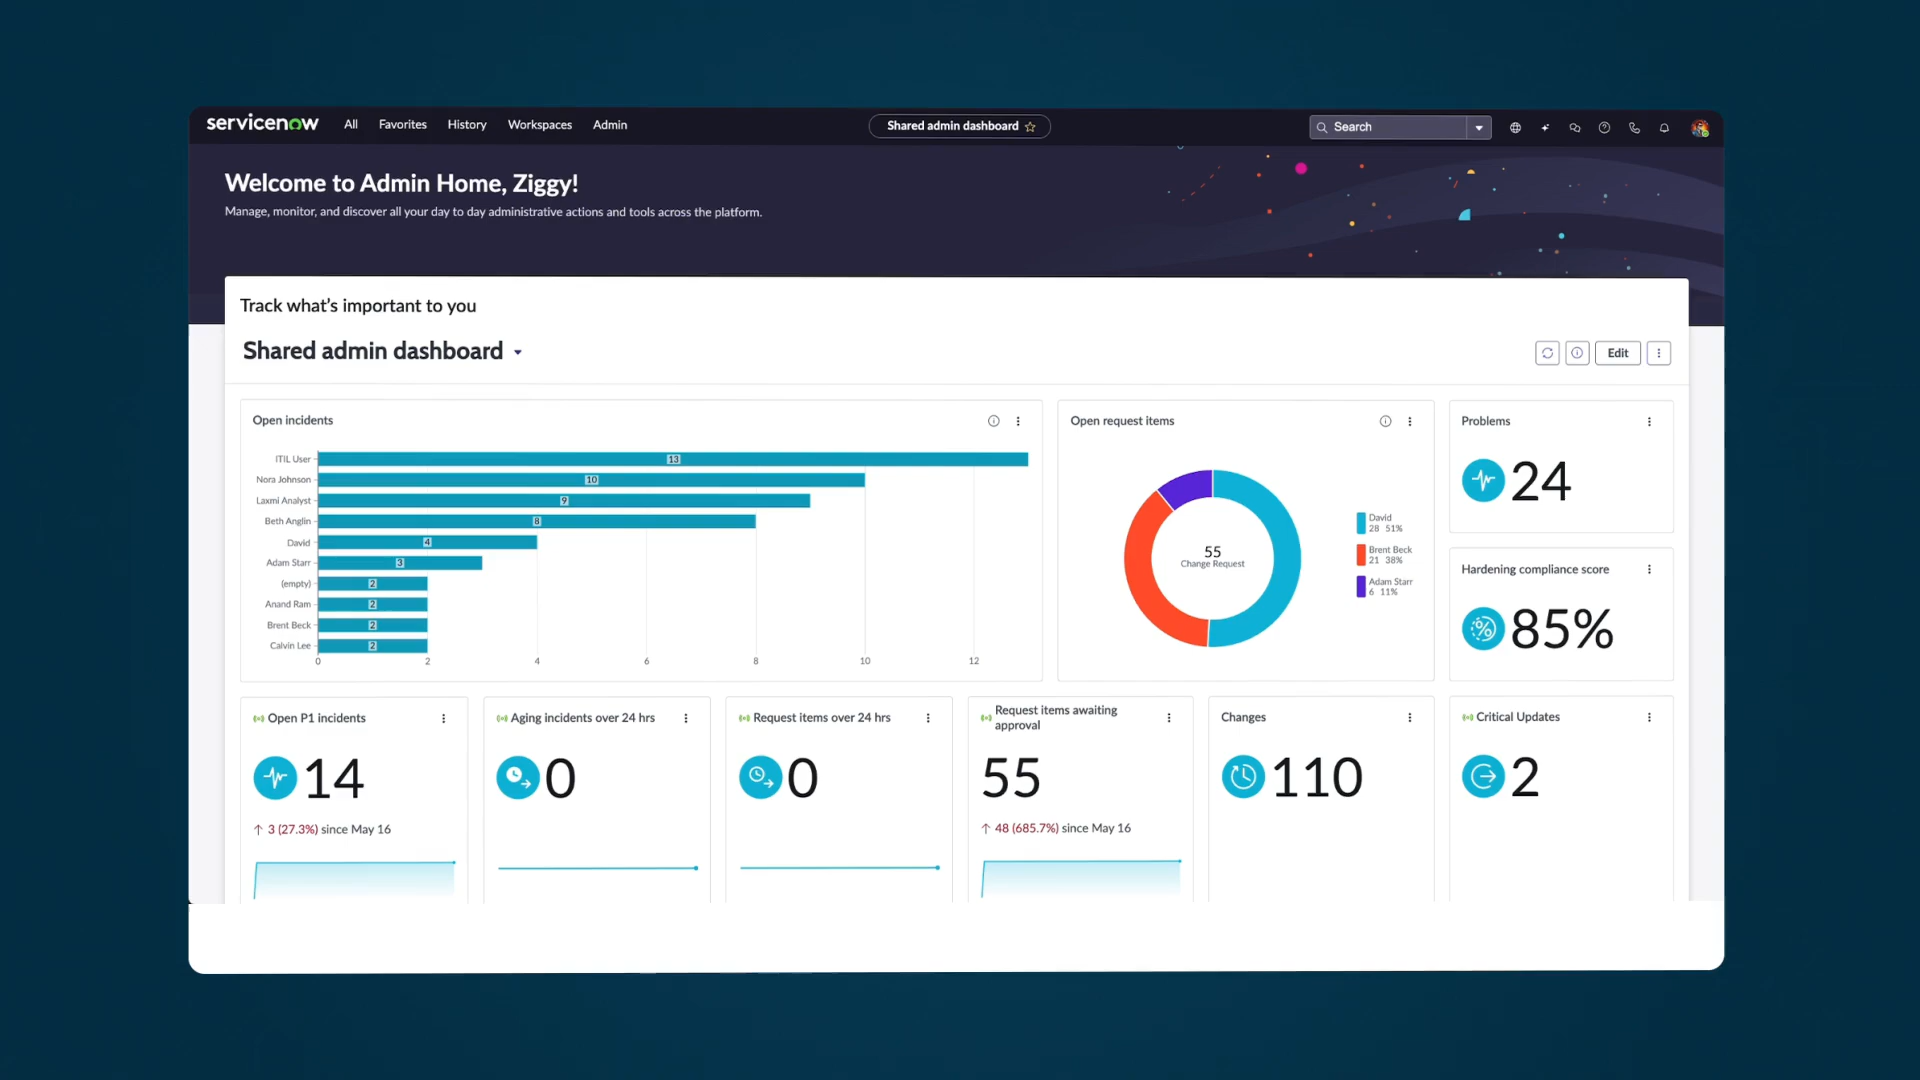 servicenow All Favorites History Workspaces Admin Shared admin dashboard Search
Welcome to Admin Home, Ziggy!
Manage, monitor, and discover all your day to day administrative actions and tools across the platform.
Track what's important to you
Shared admin dashboard
Edit
Open incidents
ITIL User 13
Nora Johnson 10
Laxmi Analyst 9
Beth Anglin 8
David 4
Adam Starr 3
(empty) 2
Anand Ram 2
Brent Beck 2
Calvin Lee 2
0 2 4 6 8 10 12
Open request items
55
Change Request
David
28 51%
Brent Beck
21 38%
Adam Starr
6 11%
Problems
24
Hardening compliance score
85%
Open P1 incidents
14
↑ 3 (27.3%) since May 16
Aging incidents over 24 hrs
0
Request items over 24 hrs
0
Request items awaiting
approval
55
↑ 48 (685.7%) since May 16
Changes
110
Critical Updates
2